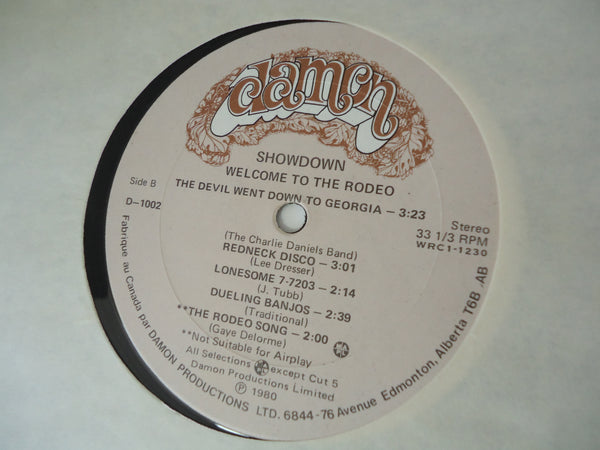 damon
SHOWDOWN
WELCOME TO THE RODEO
Side B
D-1002
Stereo
33 1/3 RPM
WRC1-1230
THE DEVIL WENT DOWN TO GEORGIA – 3:23
(The Charlie Daniels Band)
REDNECK DISCO – 3:01
(Lee Dresser)
LONESOME 7-7203 – 2:14
(J. Tubb)
DUELING BANJOS – 2:39
(Traditional)
**THE RODEO SONG – 2:00
(Gaye Delorme)
**Not Suitable for Airplay
All Selections except Cut 5
Damon Productions Limited
Ⓟ 1980
Fabrique au Canada par DAMON PRODUCTIONS LTD. 6844-76 Avenue Edmonton, Alberta T6B .AB